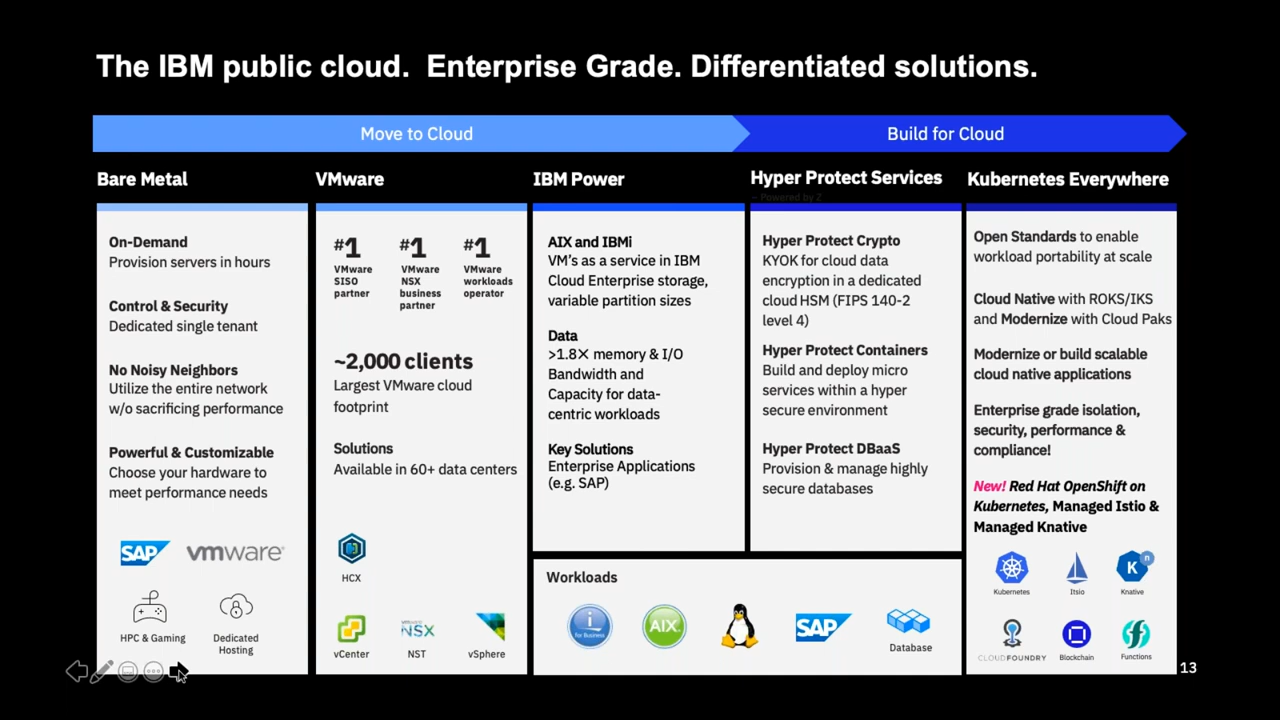 The IBM public cloud. Enterprise Grade. Differentiated solutions.
Move to Cloud
Build for Cloud
Bare Metal
On-Demand
Provision servers in hours
Control & Security
Dedicated single tenant
No Noisy Neighbors
Utilize the entire network
w/o sacrificing performance
Powerful & Customizable
Choose your hardware to
meet performance needs
SAP
vmware
HPC & Gaming
Dedicated
Hosting
VMware
#1
VMware
SISO
partner
#1
VMware
NSX
business
partner
#1
VMware
workloads
operator
~2,000 clients
Largest VMware cloud
footprint
Solutions
Available in 60+ data centers
HCX
vCenter
vmware
NSX
NST
vSphere
IBM Power
AIX and IBMi
VM's as a service in IBM
Cloud Enterprise storage,
variable partition sizes
Data
>1.8X memory & I/O
Bandwidth and
Capacity for data-
centric workloads
Key Solutions
Enterprise Applications
(e.g. SAP)
Hyper Protect Services
– Powered by Z
Hyper Protect Crypto
KYOK for cloud data
encryption in a dedicated
cloud HSM (FIPS 140-2
level 4)
Hyper Protect Containers
Build and deploy micro
services within a hyper
secure environment
Hyper Protect DBaaS
Provision & manage highly
secure databases
Workloads
i
for Business
AIX
SAP
Database
Kubernetes Everywhere
Open Standards to enable
workload portability at scale
Cloud Native with ROKS/IKS
and Modernize with Cloud Paks
Modernize or build scalable
cloud native applications
Enterprise grade isolation,
security, performance &
compliance!
New! Red Hat OpenShift on
Kubernetes, Managed Istio &
Managed Knative
Kubernetes
Itsio
K
n
Knative
CLOUDFOUNDRY
Blockchain
Functions
13